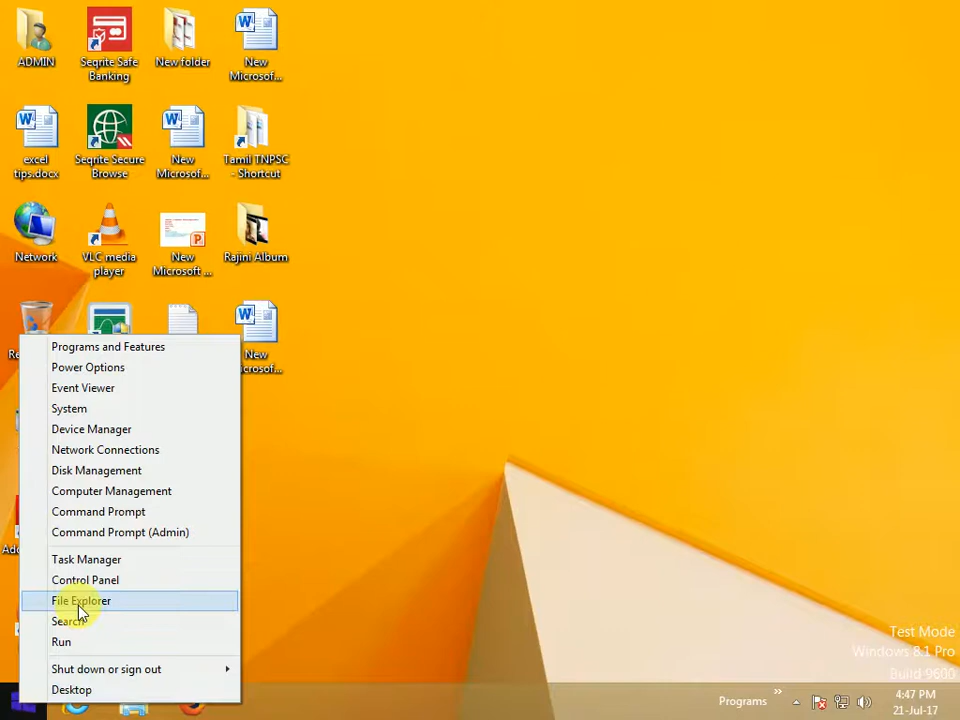 ADMIN
Seqrite Safe
Banking
New folder
New
Microsof...
excel
tips.docx
Seqrite Secure
Browse
New
Microsof...
Tamil TNPSC
- Shortcut
Network
VLC media
player
New
Microsoft ...
Rajini Album
Re
New
Microsof...
Ado
Programs and Features
Power Options
Event Viewer
System
Device Manager
Network Connections
Disk Management
Computer Management
Command Prompt
Command Prompt (Admin)
Task Manager
Control Panel
File Explorer
Search
Run
Shut down or sign out
Desktop
Test Mode
Windows 8.1 Pro
Build 9600
Programs
4:47 PM
21-Jul-17